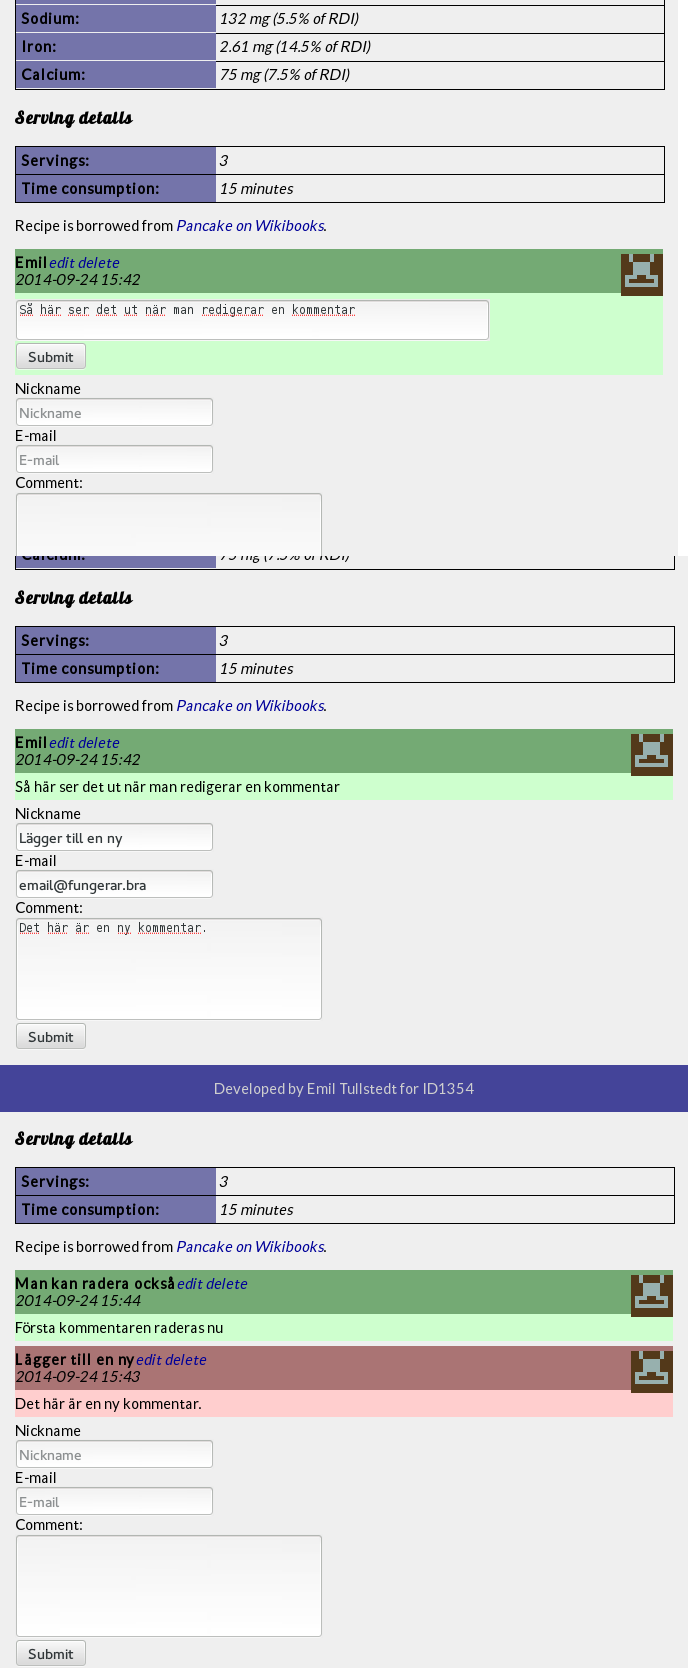 Sodium: 132 mg (5.5% of RDI)
Iron: 2.61 mg (14.5% of RDI)
Calcium: 75 mg (7.5% of RDI)
Serving details
Servings: 3
Time consumption: 15 minutes
Recipe is borrowed from Pancake on Wikibooks.
Emil edit delete
2014-09-24 15:42
Så här ser det ut när man redigerar en kommentar
Submit
Nickname
Nickname
E-mail
E-mail
Comment:
Calcium: 75 mg (7.5% of RDI)
Serving details
Servings: 3
Time consumption: 15 minutes
Recipe is borrowed from Pancake on Wikibooks.
Emil edit delete
2014-09-24 15:42
Så här ser det ut när man redigerar en kommentar
Nickname
Lägger till en ny
E-mail
email@fungerar.bra
Comment:
Det här är en ny kommentar.
Submit
Developed by Emil Tullstedt for ID1354
Serving details
Servings: 3
Time consumption: 15 minutes
Recipe is borrowed from Pancake on Wikibooks.
Man kan radera också edit delete
2014-09-24 15:44
Första kommentaren raderas nu
Lägger till en ny edit delete
2014-09-24 15:43
Det här är en ny kommentar.
Nickname
Nickname
E-mail
E-mail
Comment:
Submit